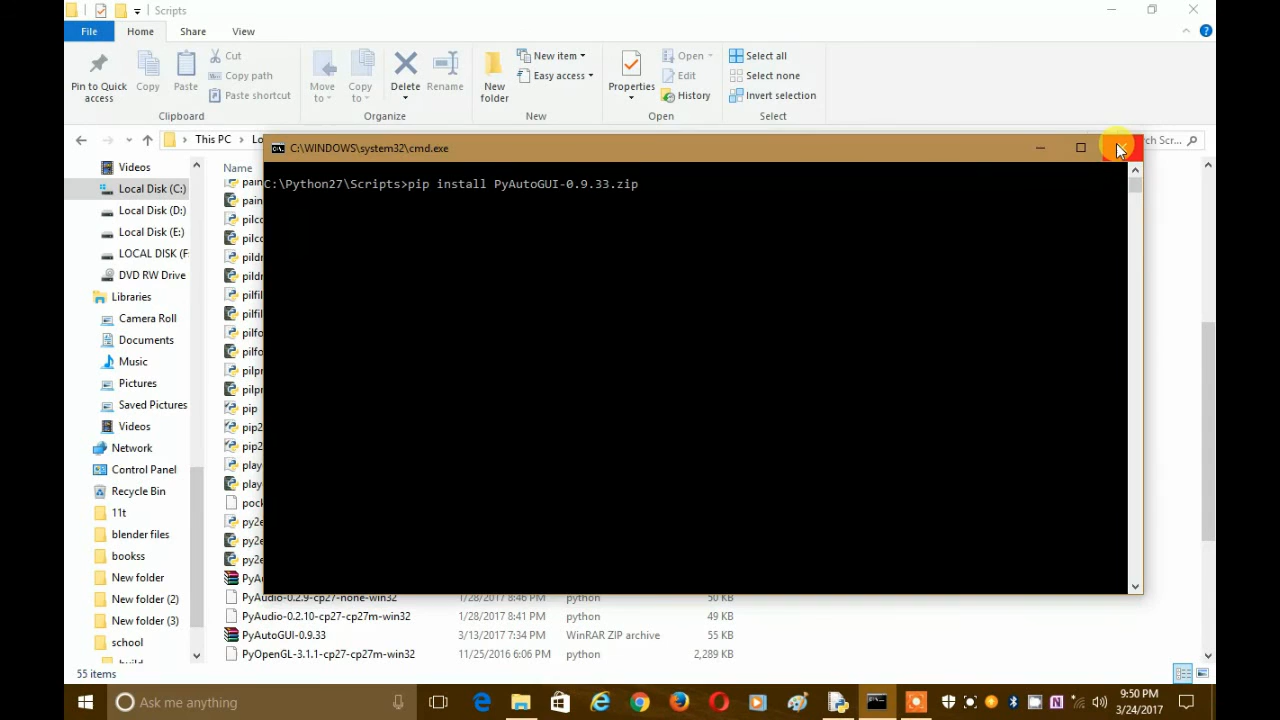 Scripts
File Home Share View
Pin to Quick access
Copy
Paste
Cut
Copy path
Paste shortcut
Clipboard
Move to
Copy to
Delete
Rename
Organize
New folder
New item
Easy access
New
Properties
Open
Edit
History
Open
Select all
Select none
Invert selection
Select
This PC
C:\WINDOWS\system32\cmd.exe
C:\Python27\Scripts>pip install PyAutoGUI-0.9.33.zip
Videos
Local Disk (C:)
Local Disk (D:)
Local Disk (E:)
LOCAL DISK (F
DVD RW Drive
Libraries
Camera Roll
Documents
Music
Pictures
Saved Pictures
Videos
Network
Control Panel
Recycle Bin
11t
blender files
bookss
New folder
New folder (2)
New folder (3)
school
Name
pip
PyAudio-0.2.9-cp27-none-win32 1/28/2017 8:46 PM python 50 KB
PyAudio-0.2.10-cp27-cp27m-win32 1/28/2017 8:41 PM python 49 KB
PyAutoGUI-0.9.33 3/13/2017 7:34 PM WinRAR ZIP archive 55 KB
PyOpenGL-3.1.1-cp27-cp27m-win32 11/25/2016 6:06 PM python 2,289 KB
55 items
Ask me anything
9:50 PM
3/24/2017